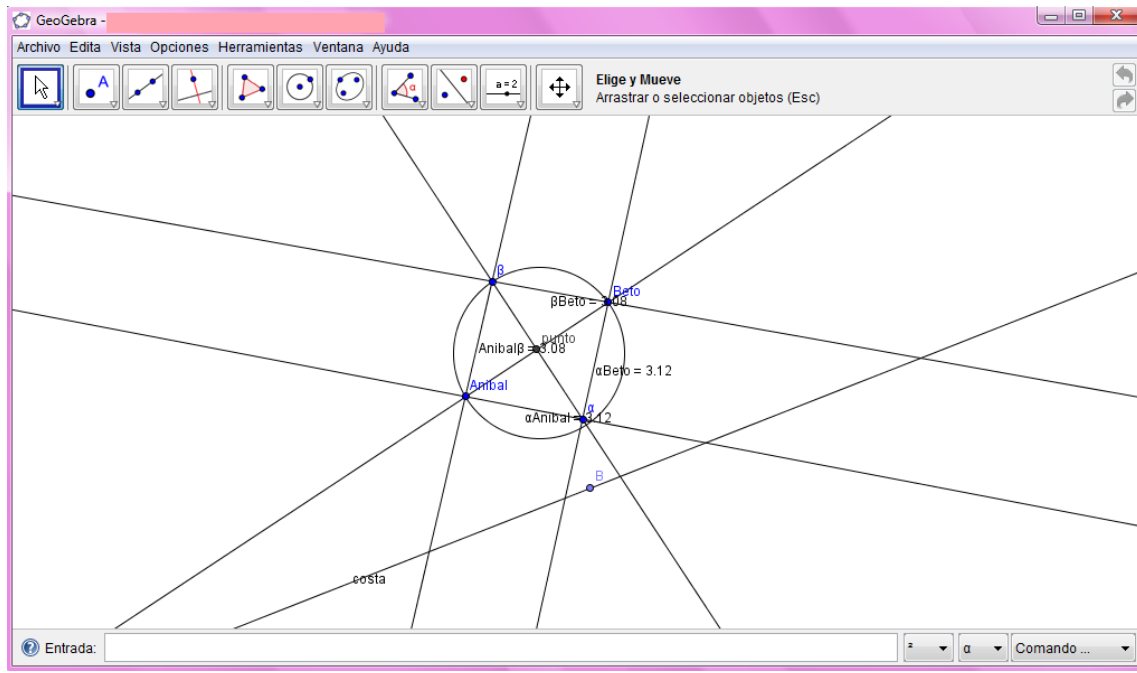 GeoGebra -
Archivo Edita Vista Opciones Herramientas Ventana Ayuda
A
α
a = 2
Elige y Mueve
Arrastrar o seleccionar objetos (Esc)
β
Beto
βBeto = 3.08
punto
Anibalβ = 3.08
αBeto = 3.12
Anibal
α
αAnibal = 3.12
B
costa
Entrada:
²
α
Comando ...